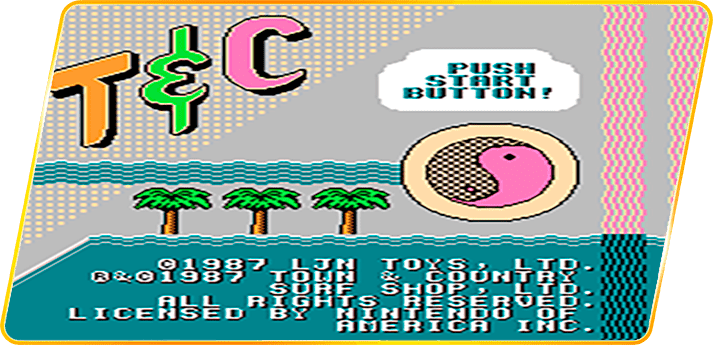 T&C
PUSH
START
BUTTON!
©1987 LJN TOYS, LTD.
R&©1987 TOWN & COUNTRY
SURF SHOP, LTD.
ALL RIGHTS RESERVED.
LICENSED BY NINTENDO OF
AMERICA INC.